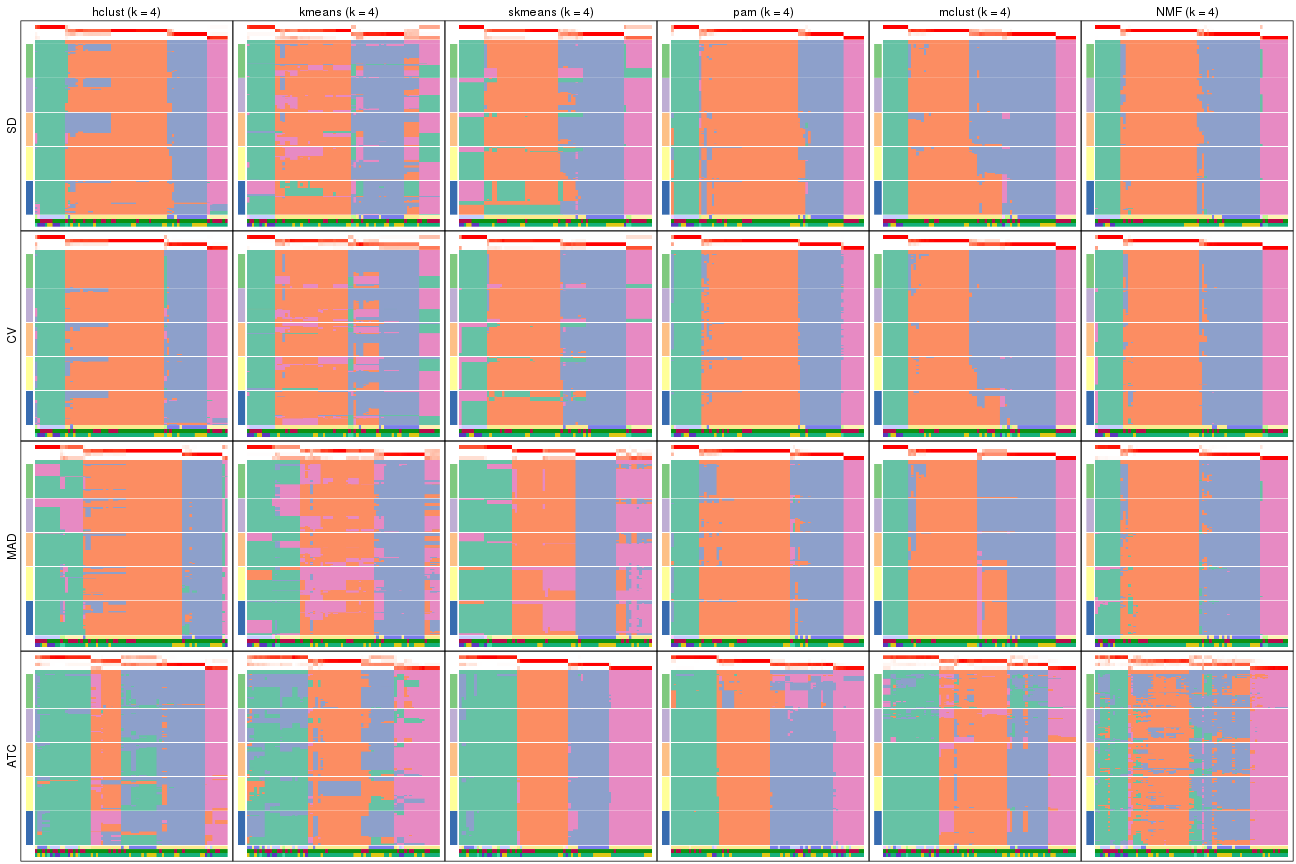 hclust (k = 4) kmeans (k = 4) skmeans (k = 4) pam (k = 4) mclust (k = 4) NMF (k = 4)
SD
CV
MAD
ATC